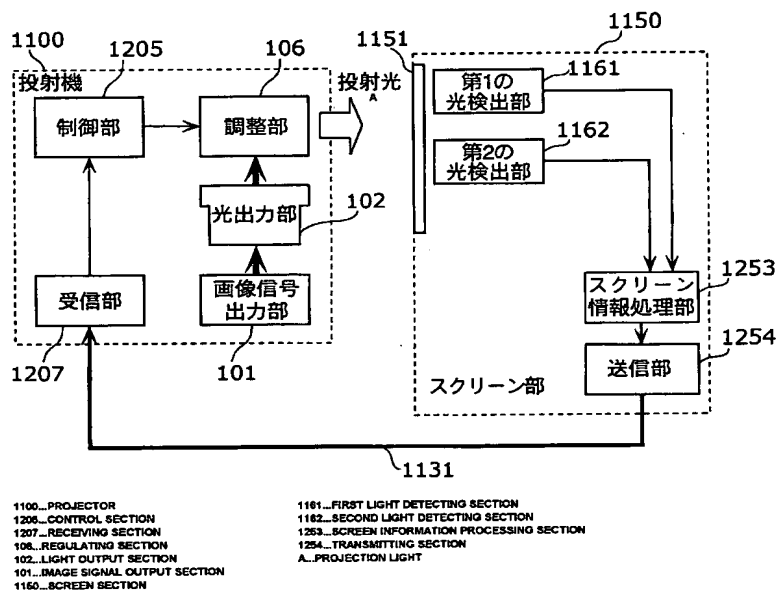 1100
1205
106
1151
1150
投射機
制御部
調整部
投射光
A
第1の
光検出部
1161
第2の
光検出部
1162
光出力部
102
受信部
画像信号
出力部
スクリーン
情報処理部
1253
1207
101
スクリーン部
送信部
1254
1131
1100...PROJECTOR
1205...CONTROL SECTION
1207...RECEIVING SECTION
106...REGULATING SECTION
102...LIGHT OUTPUT SECTION
101...IMAGE SIGNAL OUTPUT SECTION
1150...SCREEN SECTION
1161...FIRST LIGHT DETECTING SECTION
1162...SECOND LIGHT DETECTING SECTION
1253...SCREEN INFORMATION PROCESSING SECTION
1254...TRANSMITTING SECTION
A...PROJECTION LIGHT